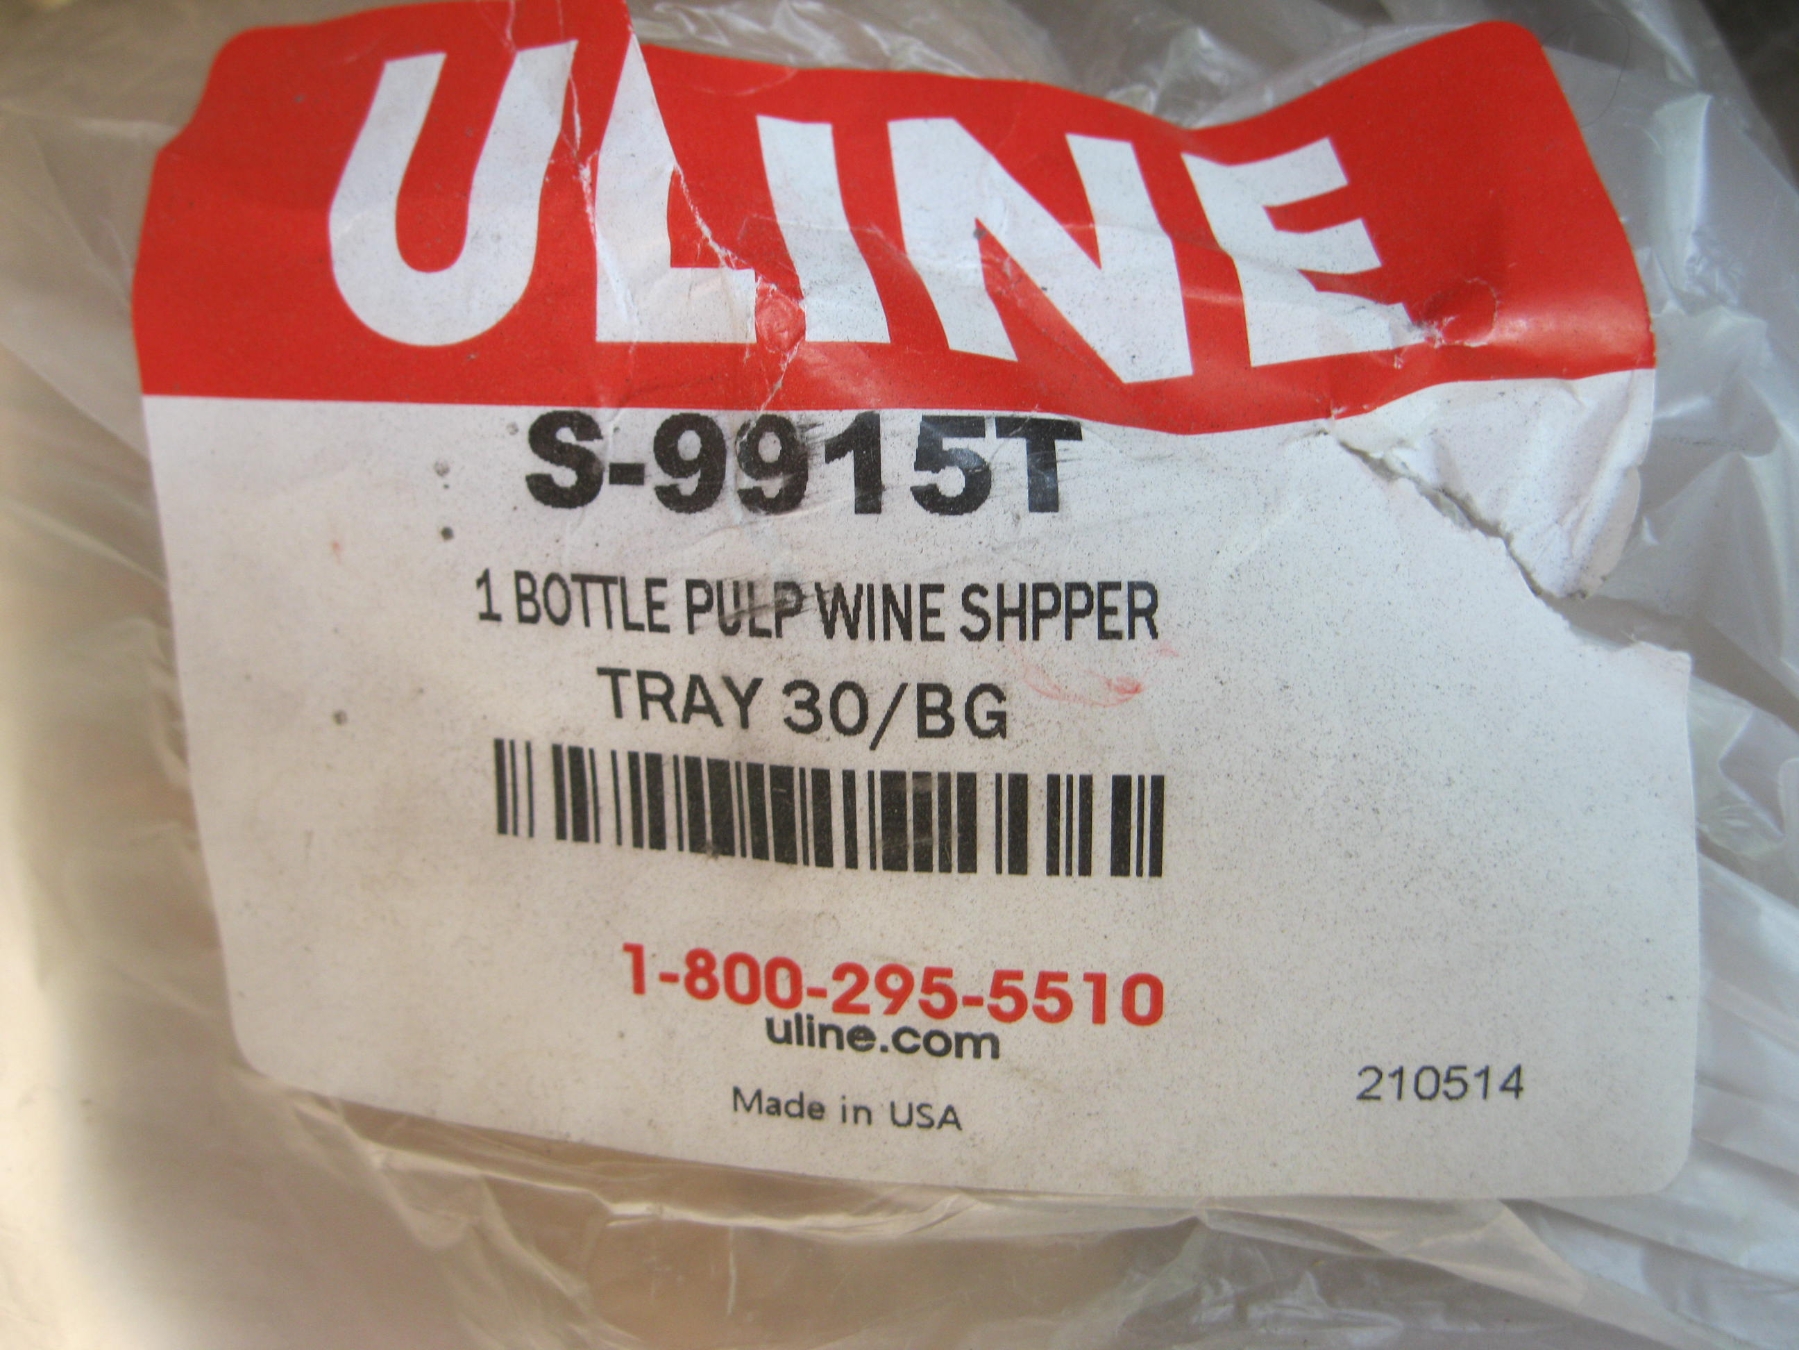 ULINE
S-9915T
1 BOTTLE PULP WINE SHPPER
TRAY 30/BG
1-800-295-5510
uline.com
Made in USA
210514